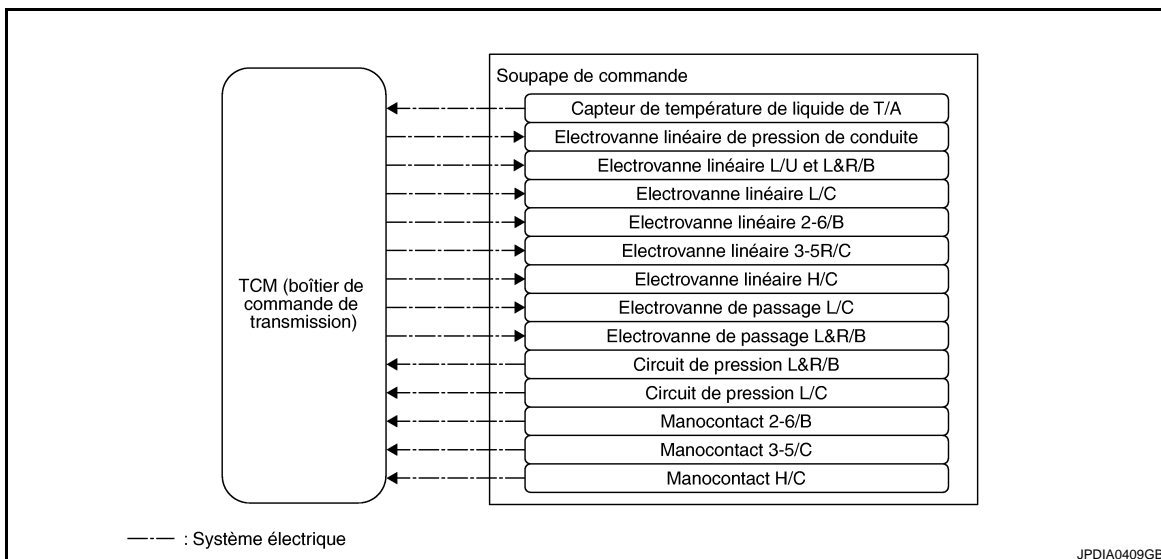 Soupape de commande
Capteur de température de liquide de T/A
Electrovanne linéaire de pression de conduite
Electrovanne linéaire L/U et L&R/B
Electrovanne linéaire L/C
Electrovanne linéaire 2-6/B
Electrovanne linéaire 3-5R/C
Electrovanne linéaire H/C
Electrovanne de passage L/C
Electrovanne de passage L&R/B
Circuit de pression L&R/B
Circuit de pression L/C
Manocontact 2-6/B
Manocontact 3-5/C
Manocontact H/C
TCM (boîtier de
commande de
transmission)
: Système électrique
JPDIA0409GB